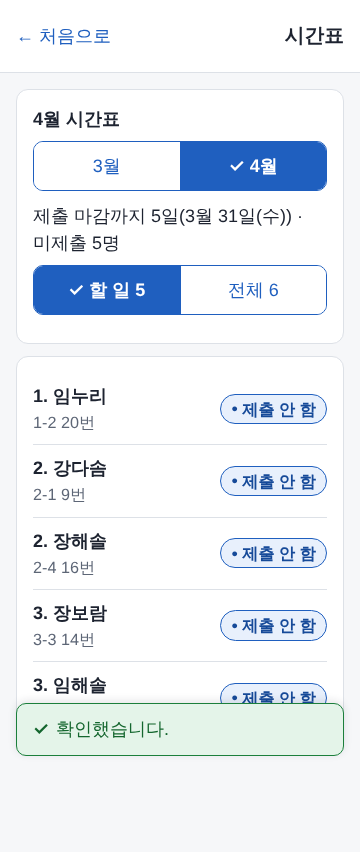 ← 처음으로
시간표
4월 시간표
3월
✓ 4월
제출 마감까지 5일(3월 31일(수)) ·
미제출 5명
✓ 할 일 5
전체 6
1. 임누리
• 제출 안 함
1-2 20번
2. 강다솜
• 제출 안 함
2-1 9번
2. 장해솔
• 제출 안 함
2-4 16번
3. 장보람
• 제출 안 함
3-3 14번
3. 임해솔
• 제출 안 함
✓ 확인했습니다.